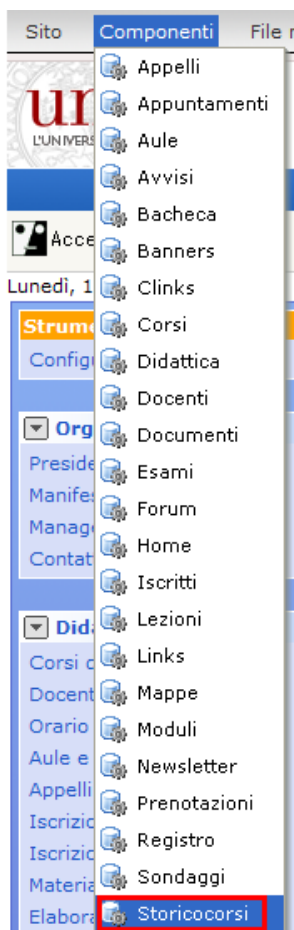 Sito Componenti File
Appelli
Appuntamenti
Aule
Avvisi
Bacheca
Banners
Clinks
Corsi
Didattica
Docenti
Documenti
Esami
Forum
Home
Iscritti
Lezioni
Links
Mappe
Moduli
Newsletter
Prenotazioni
Registro
Sondaggi
Storicocorsi
un
L'UNIVERS
Acce
Lunedì, 1
Strume
Config
Org
Preside
Manifes
Manage
Contat
Dida
Corsi d
Docent
Orario
Aule e
Appelli
Iscrizio
Iscrizio
Materia
Elabora